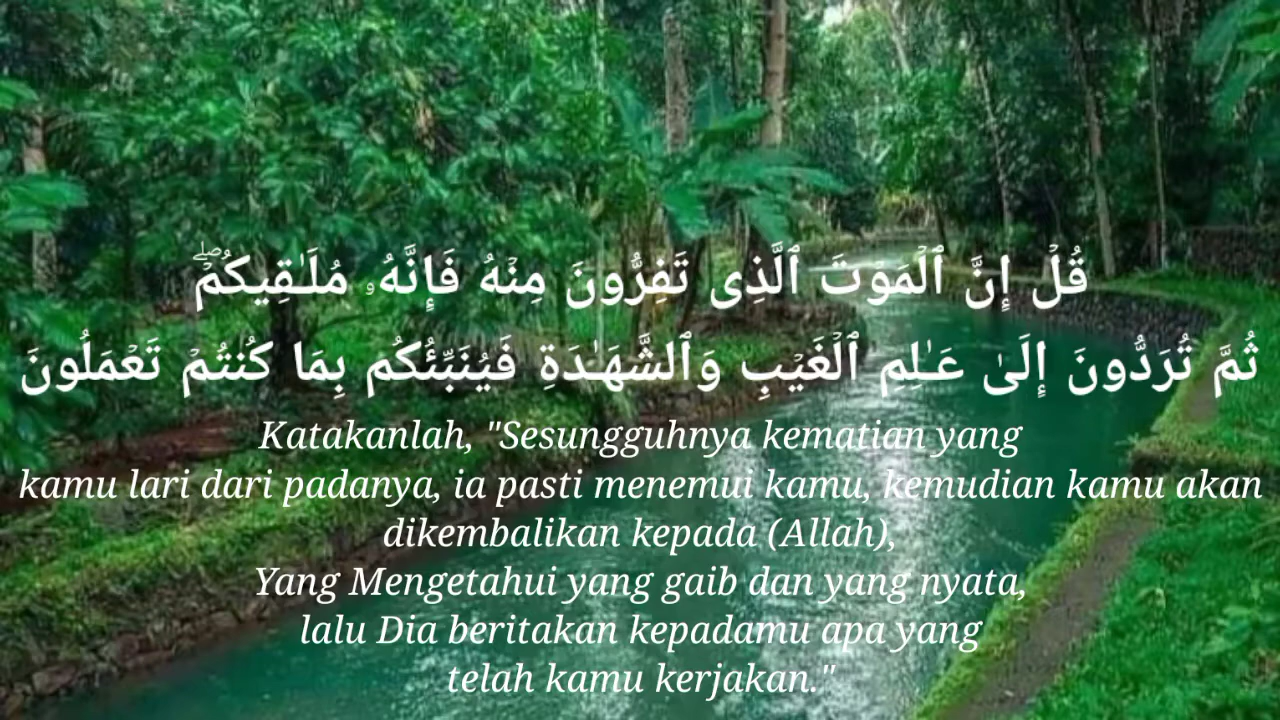 قُلۡ إِنَّ ٱلۡمَوۡتَ ٱلَّذِى تَفِرُّونَ مِنۡهُ فَإِنَّهُۥ مُلَـٰقِيكُمۡۖ
ثُمَّ تُرَدُّونَ إِلَىٰ عَـٰلِمِ ٱلۡغَيۡبِ وَٱلشَّهَـٰدَةِ فَيُنَبِّئُكُم بِمَا كُنتُمۡ تَعۡمَلُونَ
Katakanlah, "Sesungguhnya kematian yang
kamu lari dari padanya, ia pasti menemui kamu, kemudian kamu akan
dikembalikan kepada (Allah),
Yang Mengetahui yang gaib dan yang nyata,
lalu Dia beritakan kepadamu apa yang
telah kamu kerjakan."